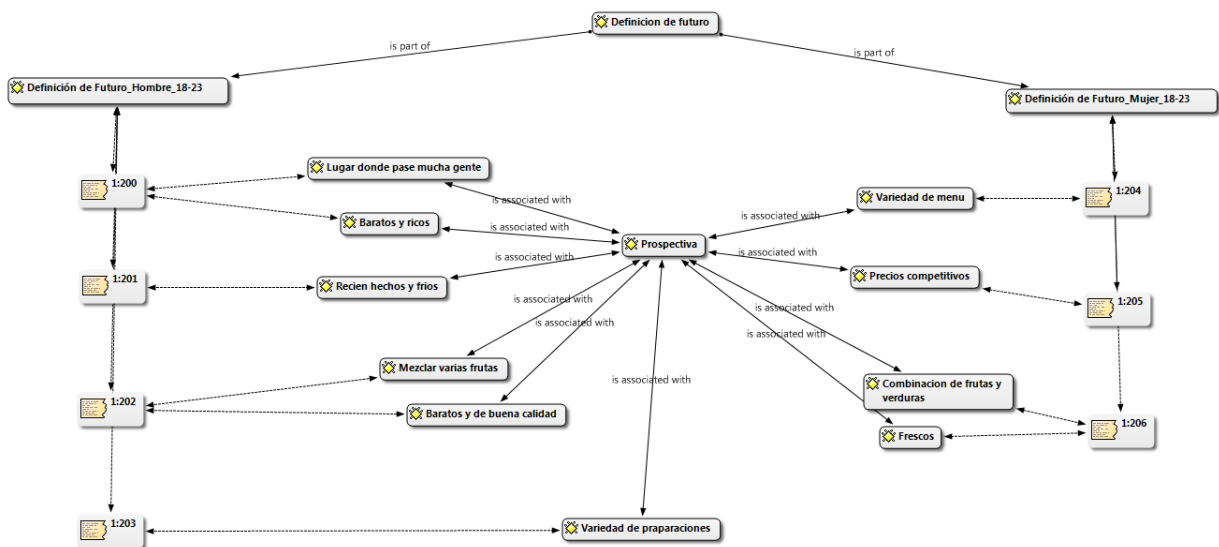 Definicion de futuro
is part of
is part of
Definición de Futuro_Hombre_18-23
Definición de Futuro_Mujer_18-23
Lugar donde pase mucha gente
1:200
1:204
Variedad de menu
is associated with
is associated with
Baratos y ricos
is associated with
Prospectiva
is associated with
is associated with
Precios competitivos
1:201
Recien hechos y frios
is associated with
1:205
is associated with
is associated with
Mezclar varias frutas
is associated with
Combinacion de frutas y
verduras
1:202
Baratos y de buena calidad
1:206
Frescos
1:203
Variedad de praparaciones